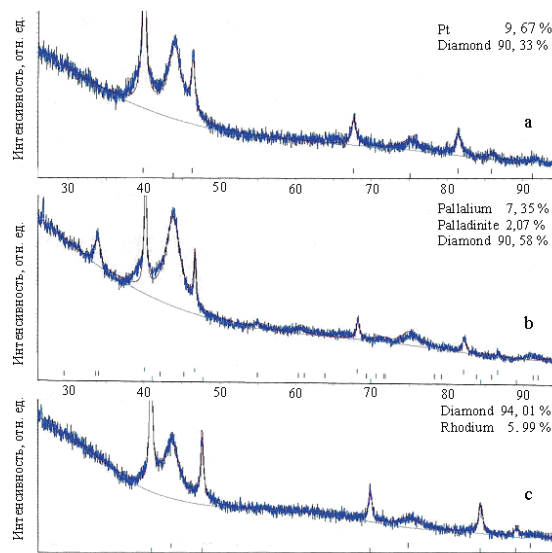 Интенсивность, отн. ед.
Pt 9, 67 %
Diamond 90, 33 %
a
30 40 50 60 70 80 90
Интенсивность, отн. ед.
Pallalium 7, 35 %
Palladinite 2,07 %
Diamond 90, 58 %
b
30 40 50 60 70 80 90
Интенсивность, отн. ед.
Diamond 94, 01 %
Rhodium 5. 99 %
c